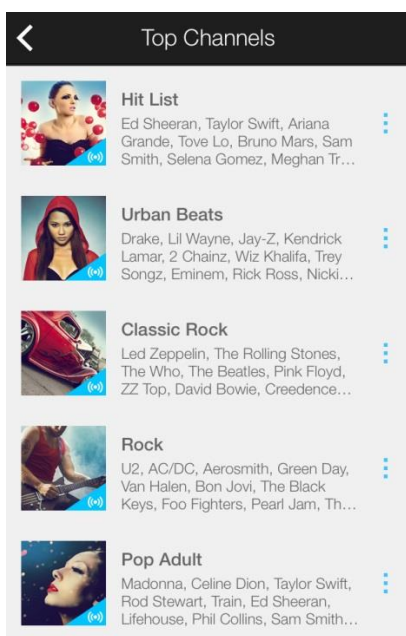 Top Channels
Hit List
Ed Sheeran, Taylor Swift, Ariana
Grande, Tove Lo, Bruno Mars, Sam
Smith, Selena Gomez, Meghan Tr...
Urban Beats
Drake, Lil Wayne, Jay-Z, Kendrick
Lamar, 2 Chainz, Wiz Khalifa, Trey
Songz, Eminem, Rick Ross, Nicki...
Classic Rock
Led Zeppelin, The Rolling Stones,
The Who, The Beatles, Pink Floyd,
ZZ Top, David Bowie, Creedence...
Rock
U2, AC/DC, Aerosmith, Green Day,
Van Halen, Bon Jovi, The Black
Keys, Foo Fighters, Pearl Jam, Th...
Pop Adult
Madonna, Celine Dion, Taylor Swift,
Rod Stewart, Train, Ed Sheeran,
Lifehouse, Phil Collins, Sam Smith...